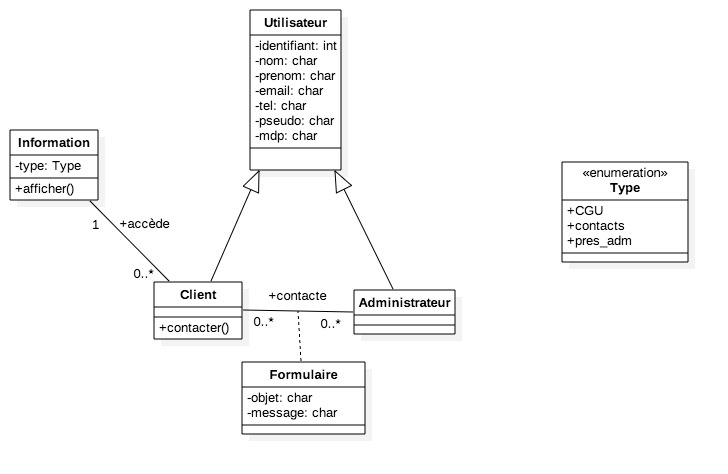 Utilisateur
-identifiant: int
-nom: char
-prenom: char
-email: char
-tel: char
-pseudo: char
-mdp: char
Information
-type: Type
+afficher()
«enumeration»
Type
+CGU
+contacts
+pres_adm
1
+accède
0..*
Client
+contacter()
+contacte
0..*
0..*
Administrateur
Formulaire
-objet: char
-message: char